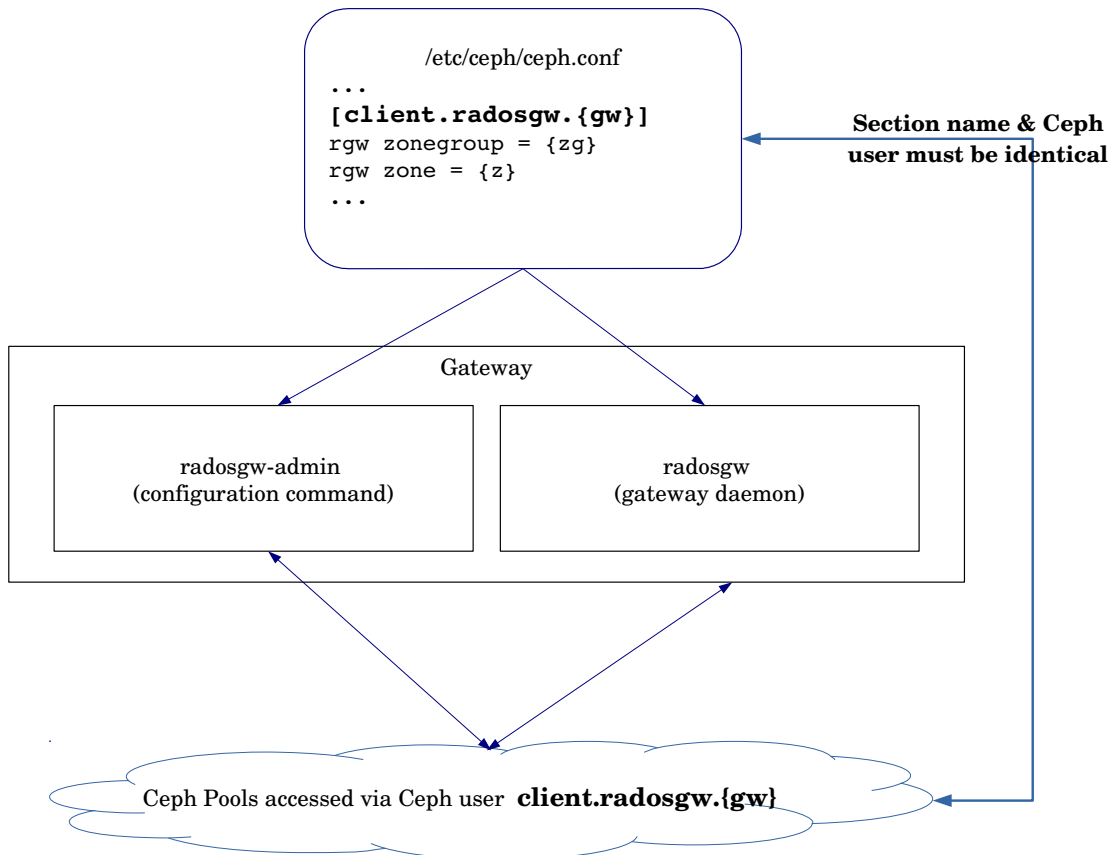 /etc/ceph/ceph.conf
...
[client.radosgw.{gw}]
rgw zonegroup = {zg}
rgw zone = {z}
...
Section name & Ceph
user must be identical
Gateway
radosgw-admin
(configuration command)
radosgw
(gateway daemon)
Ceph Pools accessed via Ceph user client.radosgw.{gw}